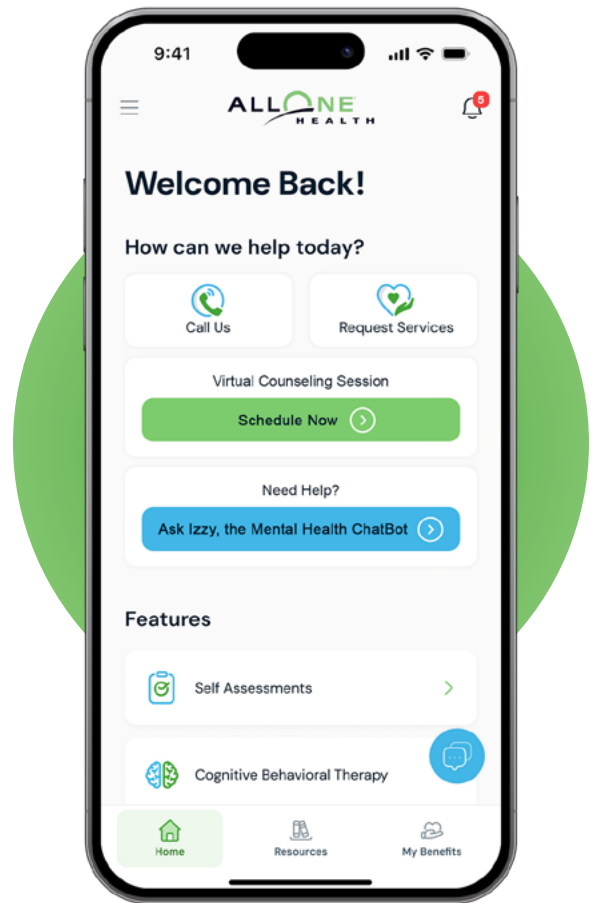 9:41
ALLONE
HEALTH
5
Welcome Back!
How can we help today?
Call Us
Request Services
Virtual Counseling Session
Schedule Now
Need Help?
Ask Izzy, the Mental Health ChatBot
Features
Self Assessments
Cognitive Behavioral Therapy
Home
Resources
My Benefits